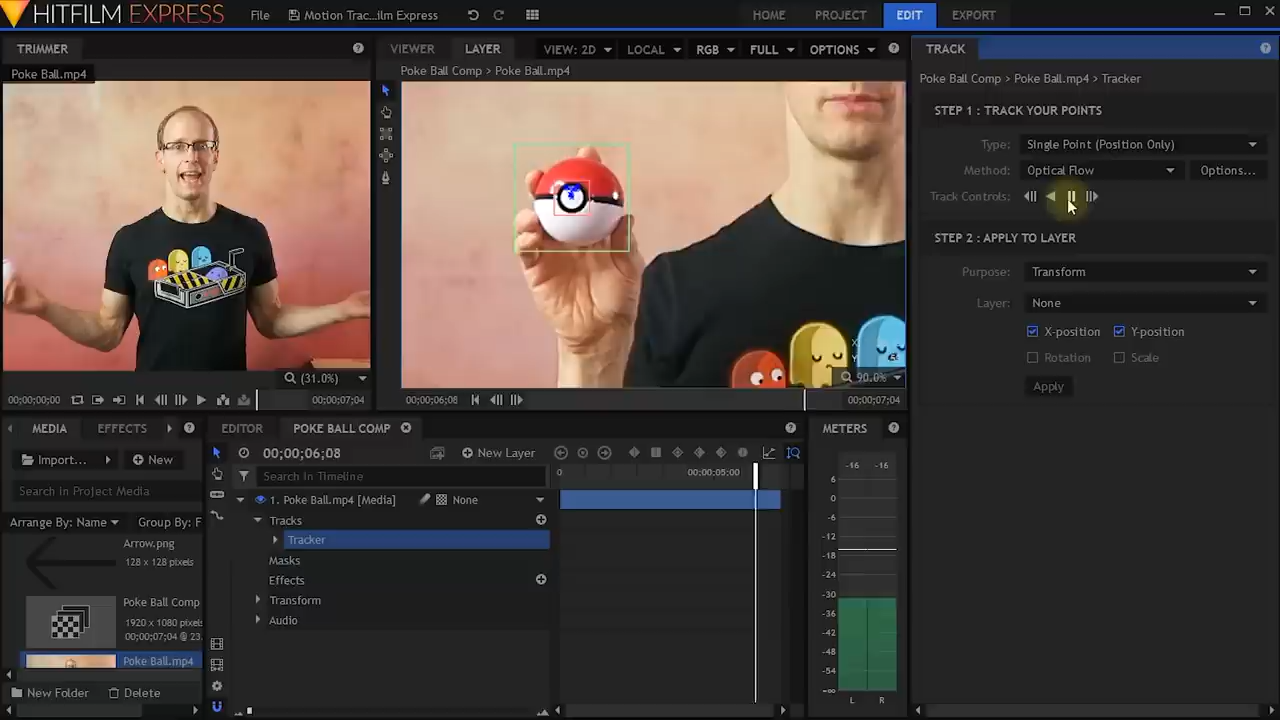 HITFILM EXPRESS
File
Motion Trac...ilm Express
HOME
PROJECT
EDIT
EXPORT
TRIMMER
Poke Ball.mp4
(31.0%)
00;00;00;00
00;00;07;04
VIEWER
LAYER
VIEW: 2D
LOCAL
RGB
FULL
OPTIONS
Poke Ball Comp > Poke Ball.mp4
X
Y
90.0%
00;00;06;08
00;00;07;04
TRACK
Poke Ball Comp > Poke Ball.mp4 > Tracker
STEP 1 : TRACK YOUR POINTS
Type: Single Point (Position Only)
Method: Optical Flow Options...
Track Controls:
STEP 2 : APPLY TO LAYER
Purpose: Transform
Layer: None
X-position Y-position
Rotation Scale
Apply
MEDIA
EFFECTS
Import...
New
Search in Project Media
Arrange By: Name
Group By: F
Arrow.png
128 x 128 pixels
Poke Ball Comp
1920 x 1080 pixels
00;00;07;04 @ 23.
Poke Ball.mp4
New Folder
Delete
EDITOR
POKE BALL COMP
00;00;06;08
New Layer
Search in Timeline
0
00;00;05;00
1. Poke Ball.mp4 [Media]
None
Tracks
Tracker
Masks
Effects
Transform
Audio
METERS
-16 -16
6
0
-6
-12
-18
-24
-30
-36
-42
-48
-54
-∞
L R